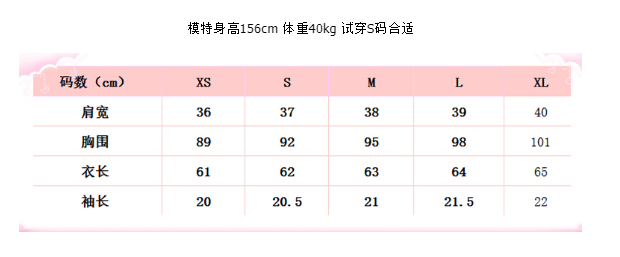 模特身高156cm 体重40kg 试穿S码合适
码数（cm） XS S M L XL
肩宽 36 37 38 39 40
胸围 89 92 95 98 101
衣长 61 62 63 64 65
袖长 20 20.5 21 21.5 22